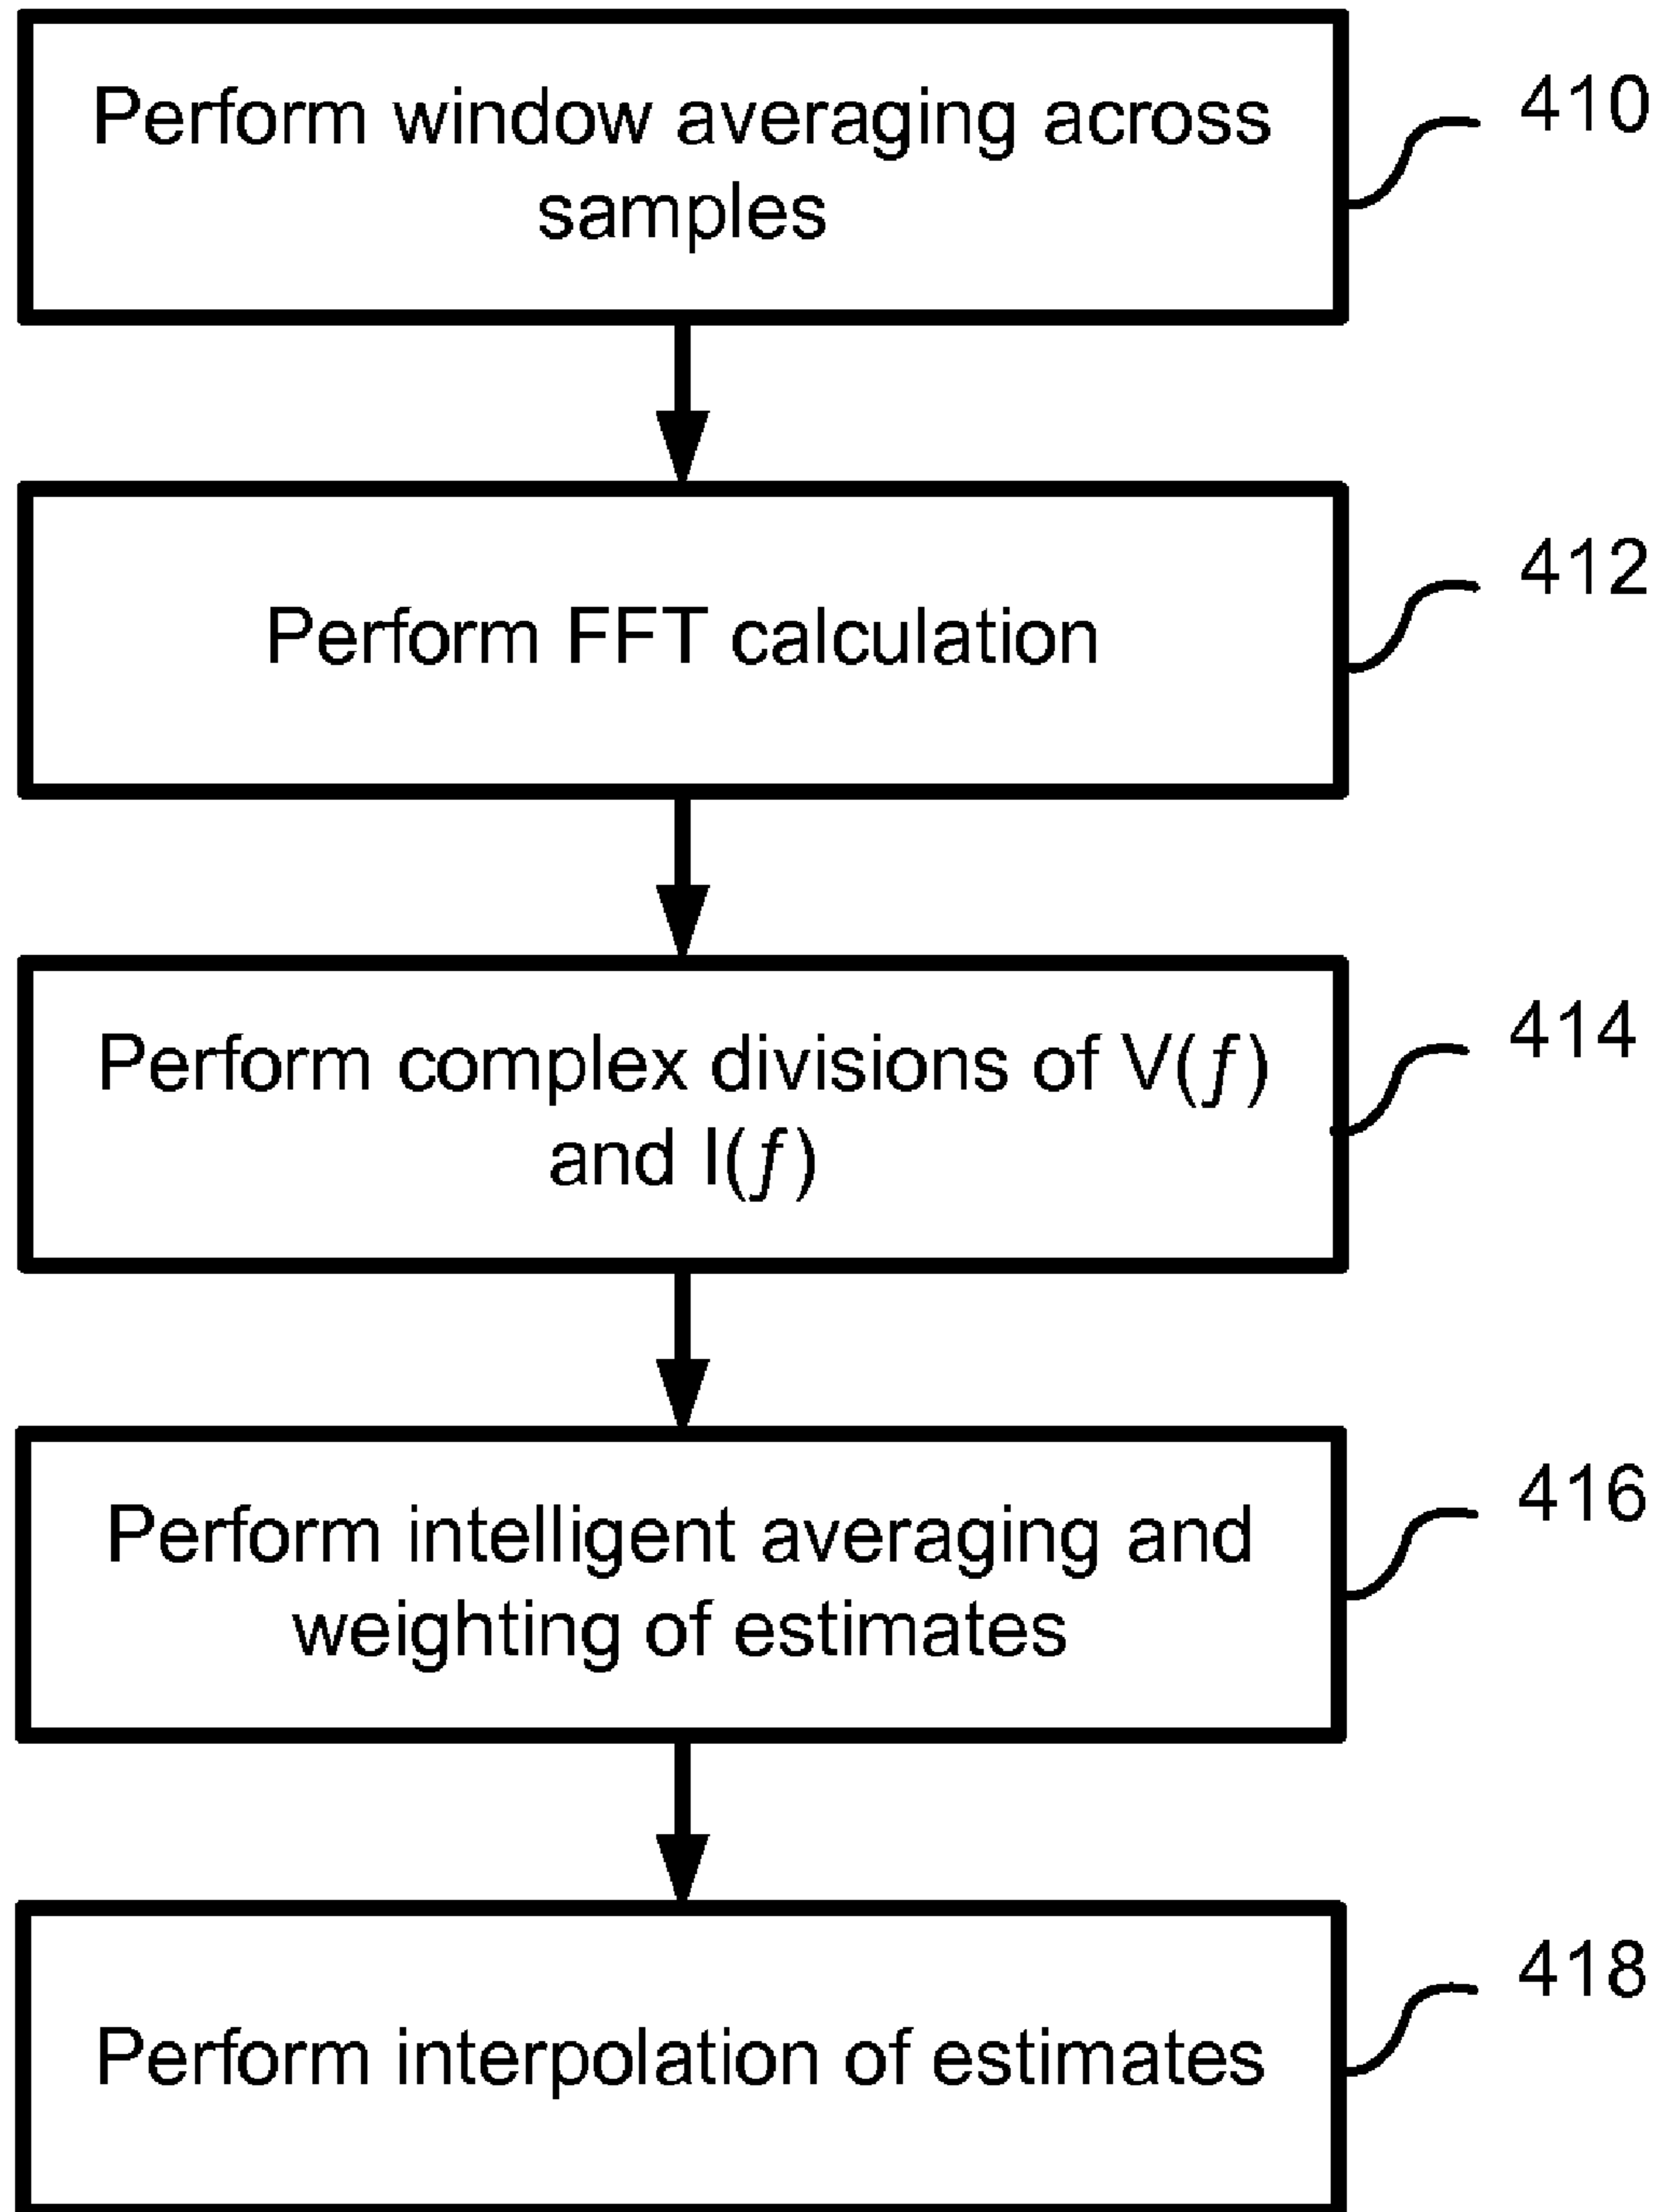 Perform window averaging across
samples
410
Perform FFT calculation
412
Perform complex divisions of V(ƒ)
and I(ƒ)
414
Perform intelligent averaging and
weighting of estimates
416
Perform interpolation of estimates
418